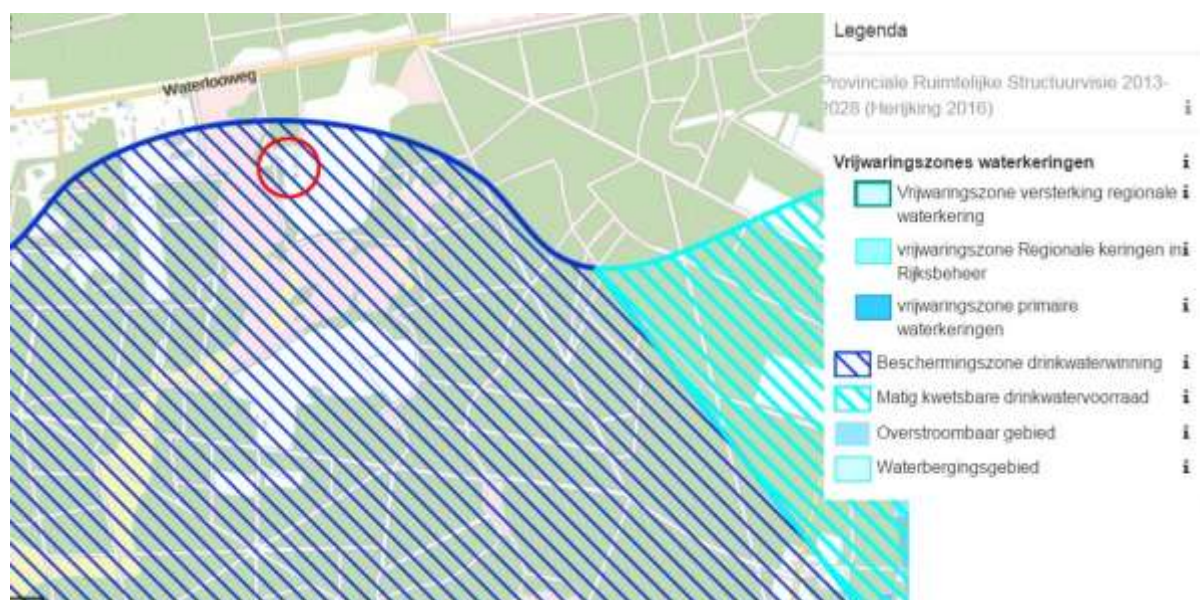 Waterlooweg
Legenda
Provinciale Ruimtelijke Structuurvisie 2013-
2028 (Herijking 2016) i
Vrijwaringszones waterkeringen i
Vrijwaringszone versterking regionale i
waterkering
vrijwaringszone Regionale keringen in i
Rijksbeheer
vrijwaringszone primaire i
waterkeringen
Beschermingszone drinkwaterwinning i
Matig kwetsbare drinkwatervoorraad i
Overstroombaar gebied i
Waterbergingsgebied i